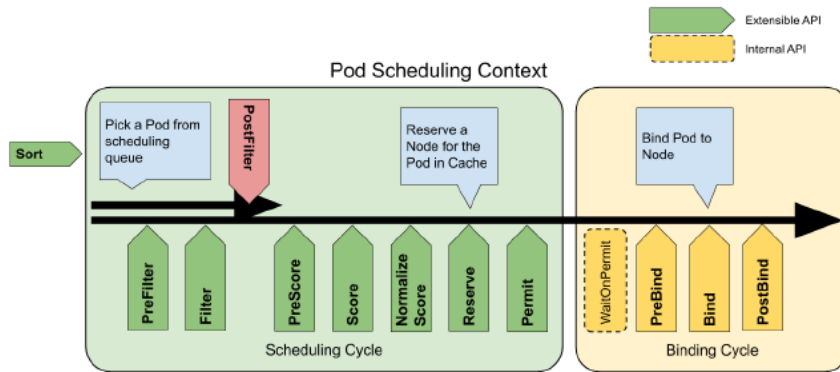 Extensible API
Internal API
Pod Scheduling Context
Pick a Pod from
scheduling
queue
PostFilter
Reserve a
Node for the
Pod in Cache
Bind Pod to
Node
Sort
PreFilter
Filter
PreScore
Score
Normalize
Score
Reserve
Permit
WaitOnPermit
PreBind
Bind
PostBind
Scheduling Cycle
Binding Cycle